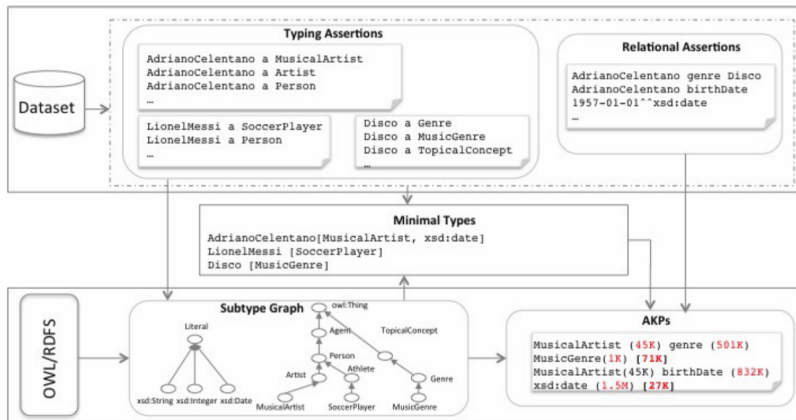 Typing Assertions
AdrianoCelentano a MusicalArtist
AdrianoCelentano a Artist
AdrianoCelentano a Person
…
LionelMessi a SoccerPlayer
LionelMessi a Person
…
Disco a Genre
Disco a MusicGenre
Disco a TopicalConcept
…
Relational Assertions
AdrianoCelentano genre Disco
AdrianoCelentano birthDate
1957-01-01^^xsd:date
…
Dataset
Minimal Types
AdrianoCelentano[MusicalArtist, xsd:date]
LionelMessi [SoccerPlayer]
Disco [MusicGenre]
OWL/RDFS
Subtype Graph
owl:Thing
Literal
Agent
TopicalConcept
Person
Artist
Athlete
Genre
xsd:String
xsd:Integer
xsd:Date
MusicalArtist
SoccerPlayer
MusicGenre
AKPs
MusicalArtist (45K) genre (501K)
MusicGenre(1K) [71K]
MusicalArtist(45K) birthDate (832K)
xsd:date (1.5M) [27K]